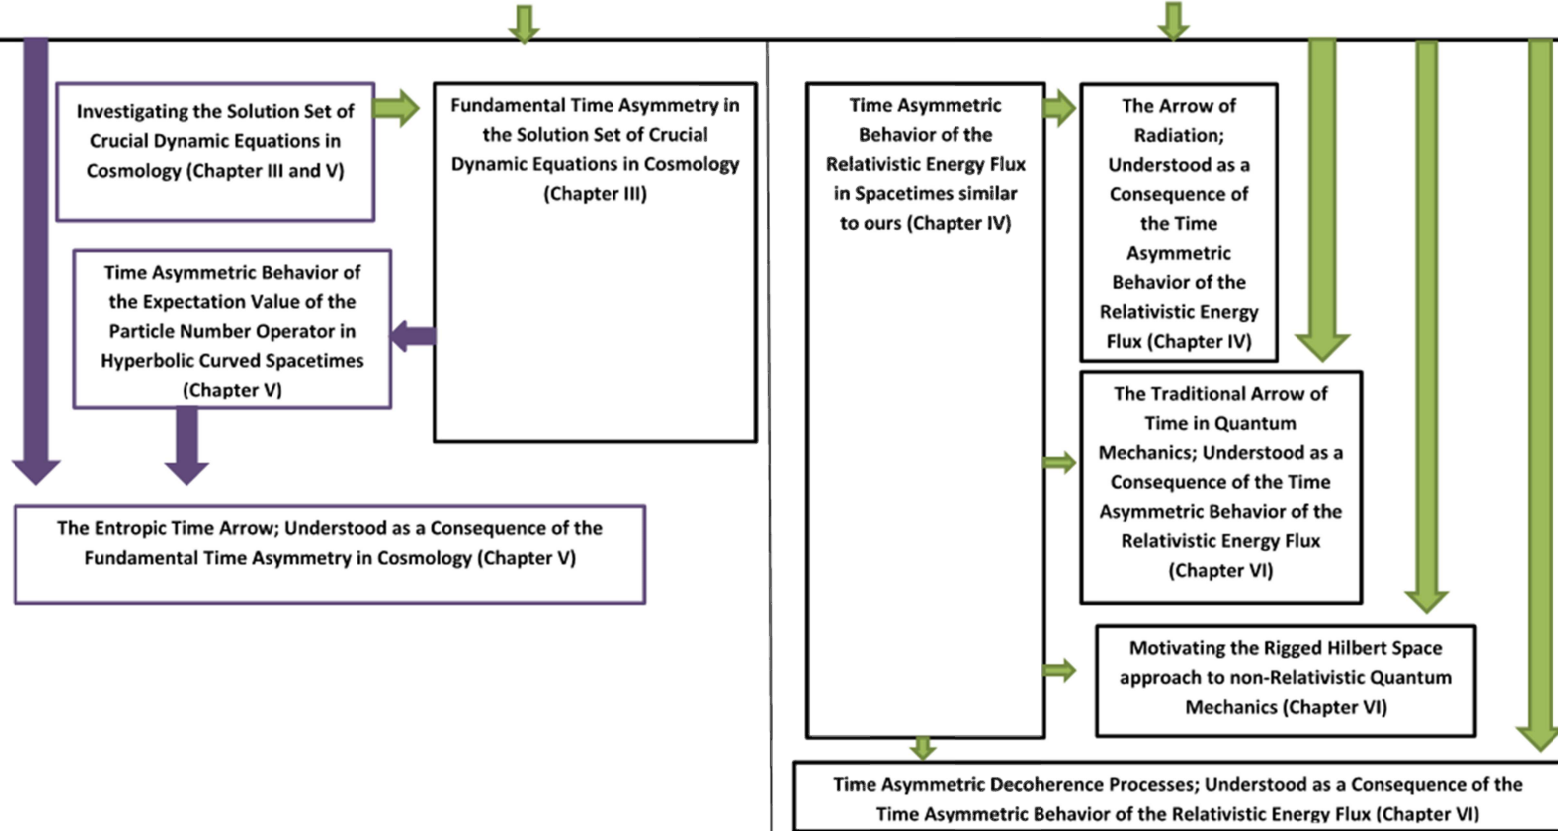 Investigating the Solution Set of
Crucial Dynamic Equations in
Cosmology (Chapter III and V)
Fundamental Time Asymmetry in
the Solution Set of Crucial
Dynamic Equations in Cosmology
(Chapter III)
Time Asymmetric Behavior of
the Expectation Value of the
Particle Number Operator in
Hyperbolic Curved Spacetimes
(Chapter V)
The Entropic Time Arrow; Understood as a Consequence of the
Fundamental Time Asymmetry in Cosmology (Chapter V)
Time Asymmetric
Behavior of the
Relativistic Energy Flux
in Spacetimes similar
to ours (Chapter IV)
The Arrow of
Radiation;
Understood as a
Consequence of
the Time
Asymmetric
Behavior of the
Relativistic Energy
Flux (Chapter IV)
The Traditional Arrow of
Time in Quantum
Mechanics; Understood as a
Consequence of the Time
Asymmetric Behavior of the
Relativistic Energy Flux
(Chapter VI)
Motivating the Rigged Hilbert Space
approach to non-Relativistic Quantum
Mechanics (Chapter VI)
Time Asymmetric Decoherence Processes; Understood as a Consequence of the
Time Asymmetric Behavior of the Relativistic Energy Flux (Chapter VI)